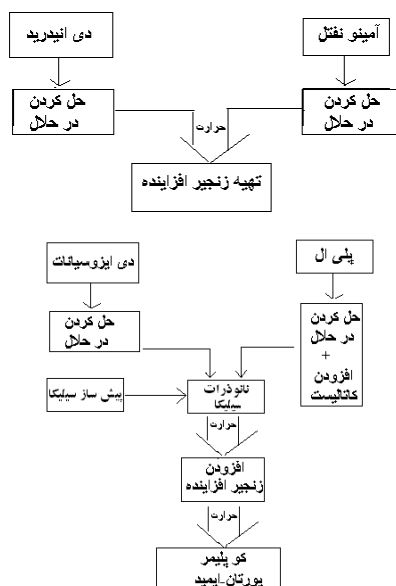 آمینو نفتل
دی انیدرید
حل کردن
در حلال
حل کردن
در حلال
حرارت
تهیه زنجیر افزاینده
پلی ال
دی ایزوسیانات
حل کردن
در حلال
+
افزودن
کاتالیست
حل کردن
در حلال
نانوذرات
سیلیکا
پیش ساز سیلیکا
حرارت
افزودن
زنجیر افزاینده
حرارت
کو پلیمر
یورتان-ایمید